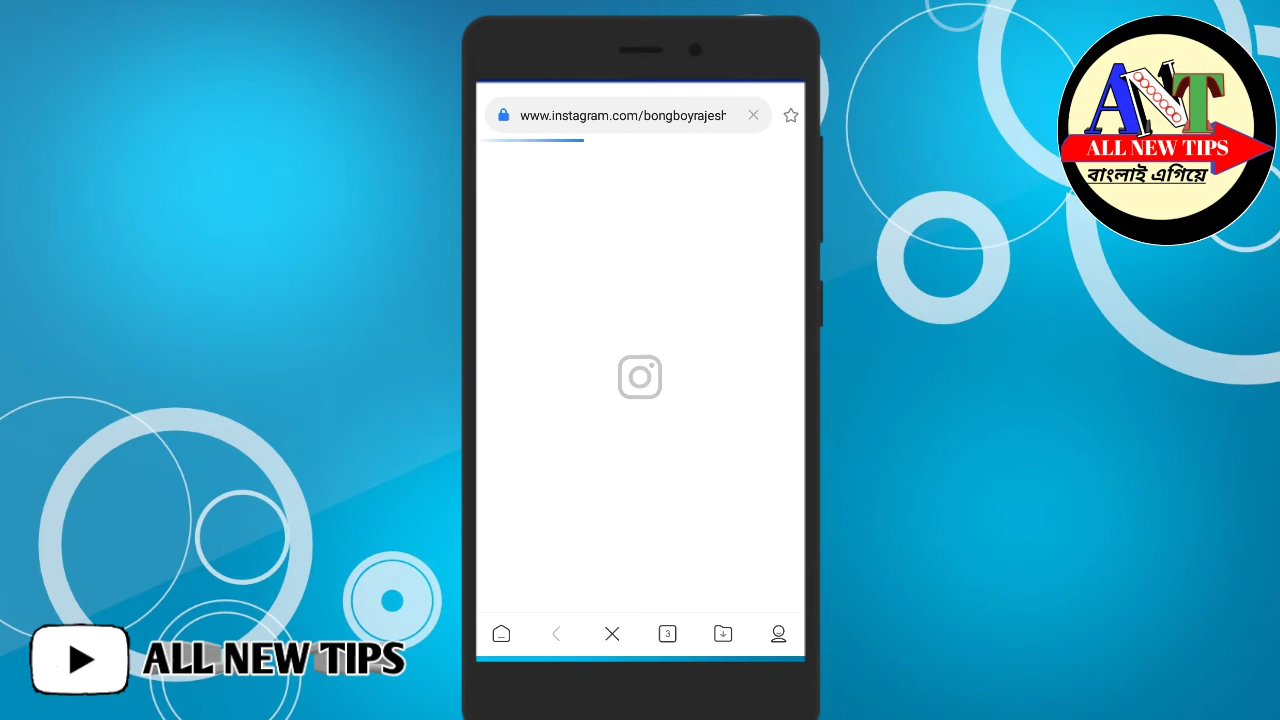 www.instagram.com/bongboyrajesh
ANT
ALL NEW TIPS
বাংলাই এগিয়ে
3
ALL NEW TIPS